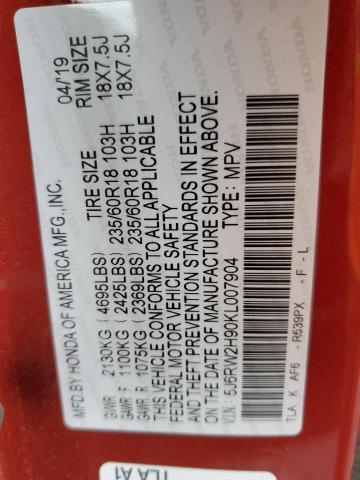 MFD.BY HONDA OF AMERICA MFG.,INC. 04/19
TIRE SIZE RIM SIZE
GVWR 2130KG ( 4695LBS)
GAWR F 1100KG ( 2425LBS) 235/60R18 103H 18X7.5J
GAWR R 1075KG ( 2369LBS) 235/60R18 103H 18X7.5J
THIS VEHICLE CONFORMS TO ALL APPLICABLE
FEDERAL MOTOR VEHICLE SAFETY
AND THEFT PREVENTION STANDARDS IN EFFECT
ON THE DATE OF MANUFACTURE SHOWN ABOVE.
V.I.N.: 5J6RW2H90KL007904 TYPE: MPV
TLA K AF6 - R539PX - F - L
TLA A1